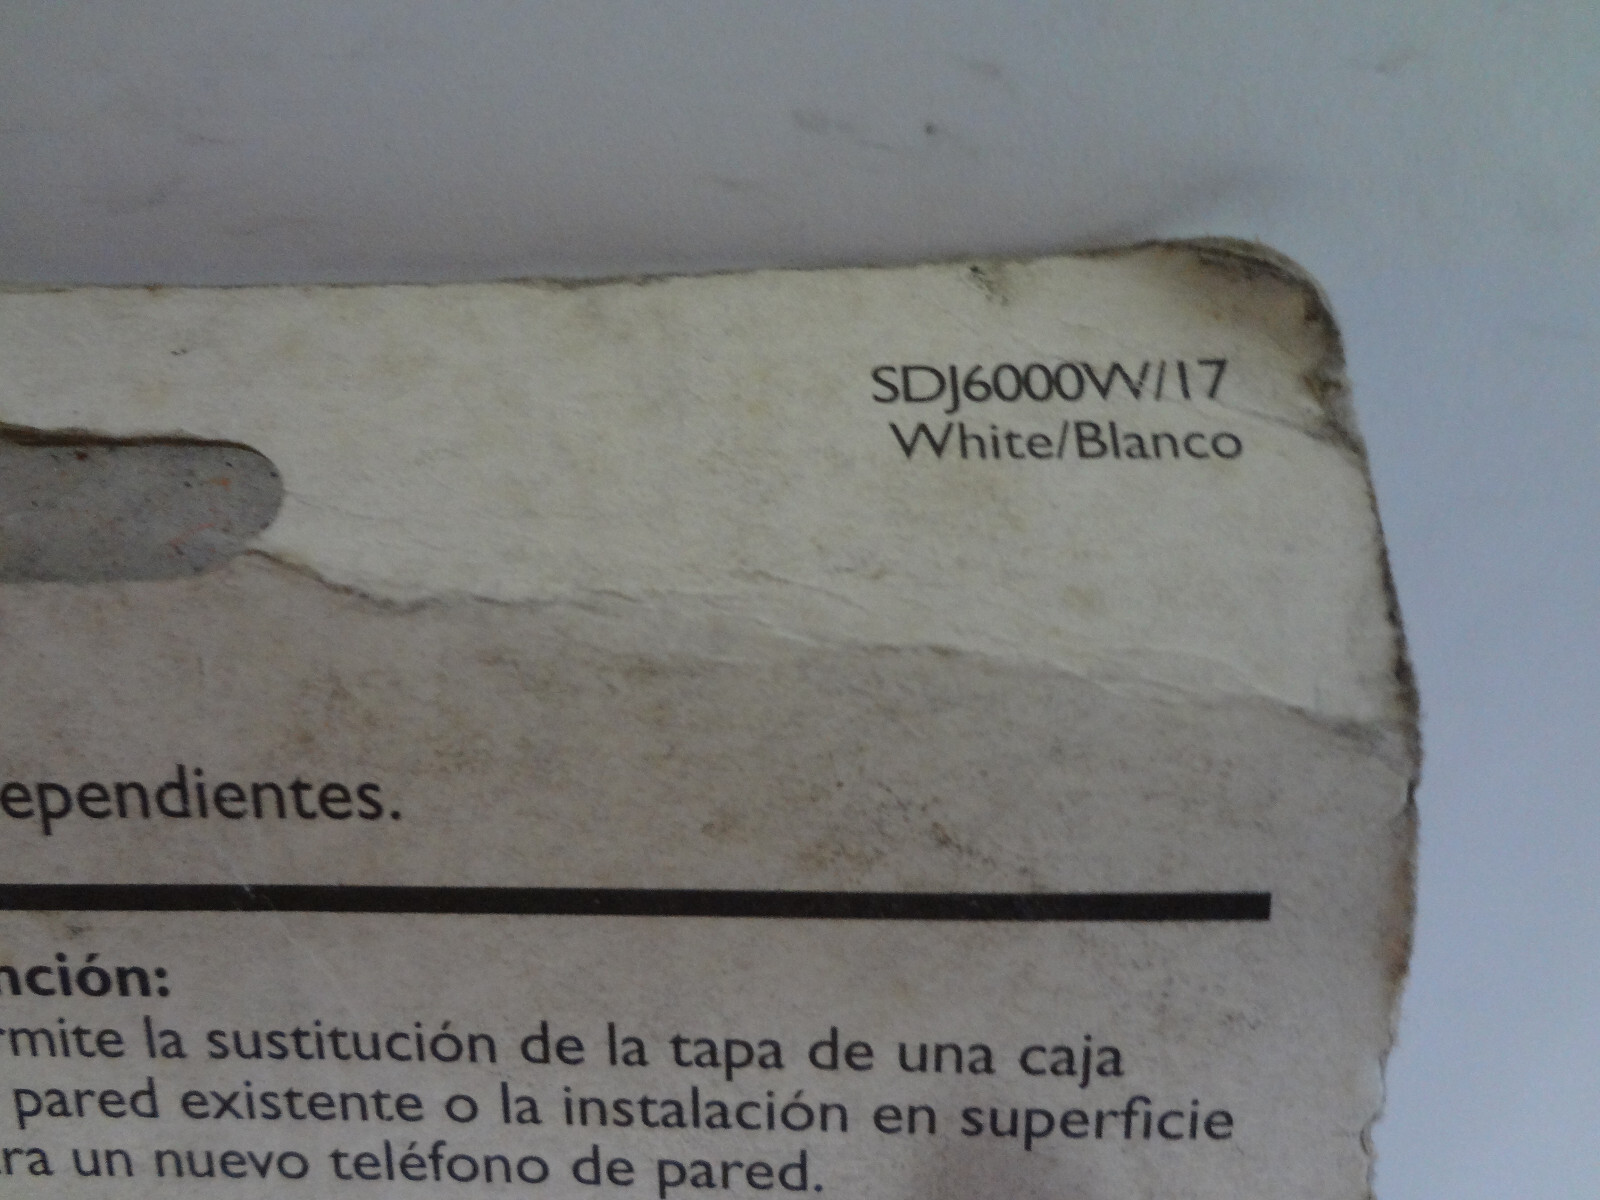 SDJ6000W/17
White/Blanco
ependientes.
nción:
rmite la sustitución de la tapa de una caja
pared existente o la instalación en superficie
ra un nuevo teléfono de pared.